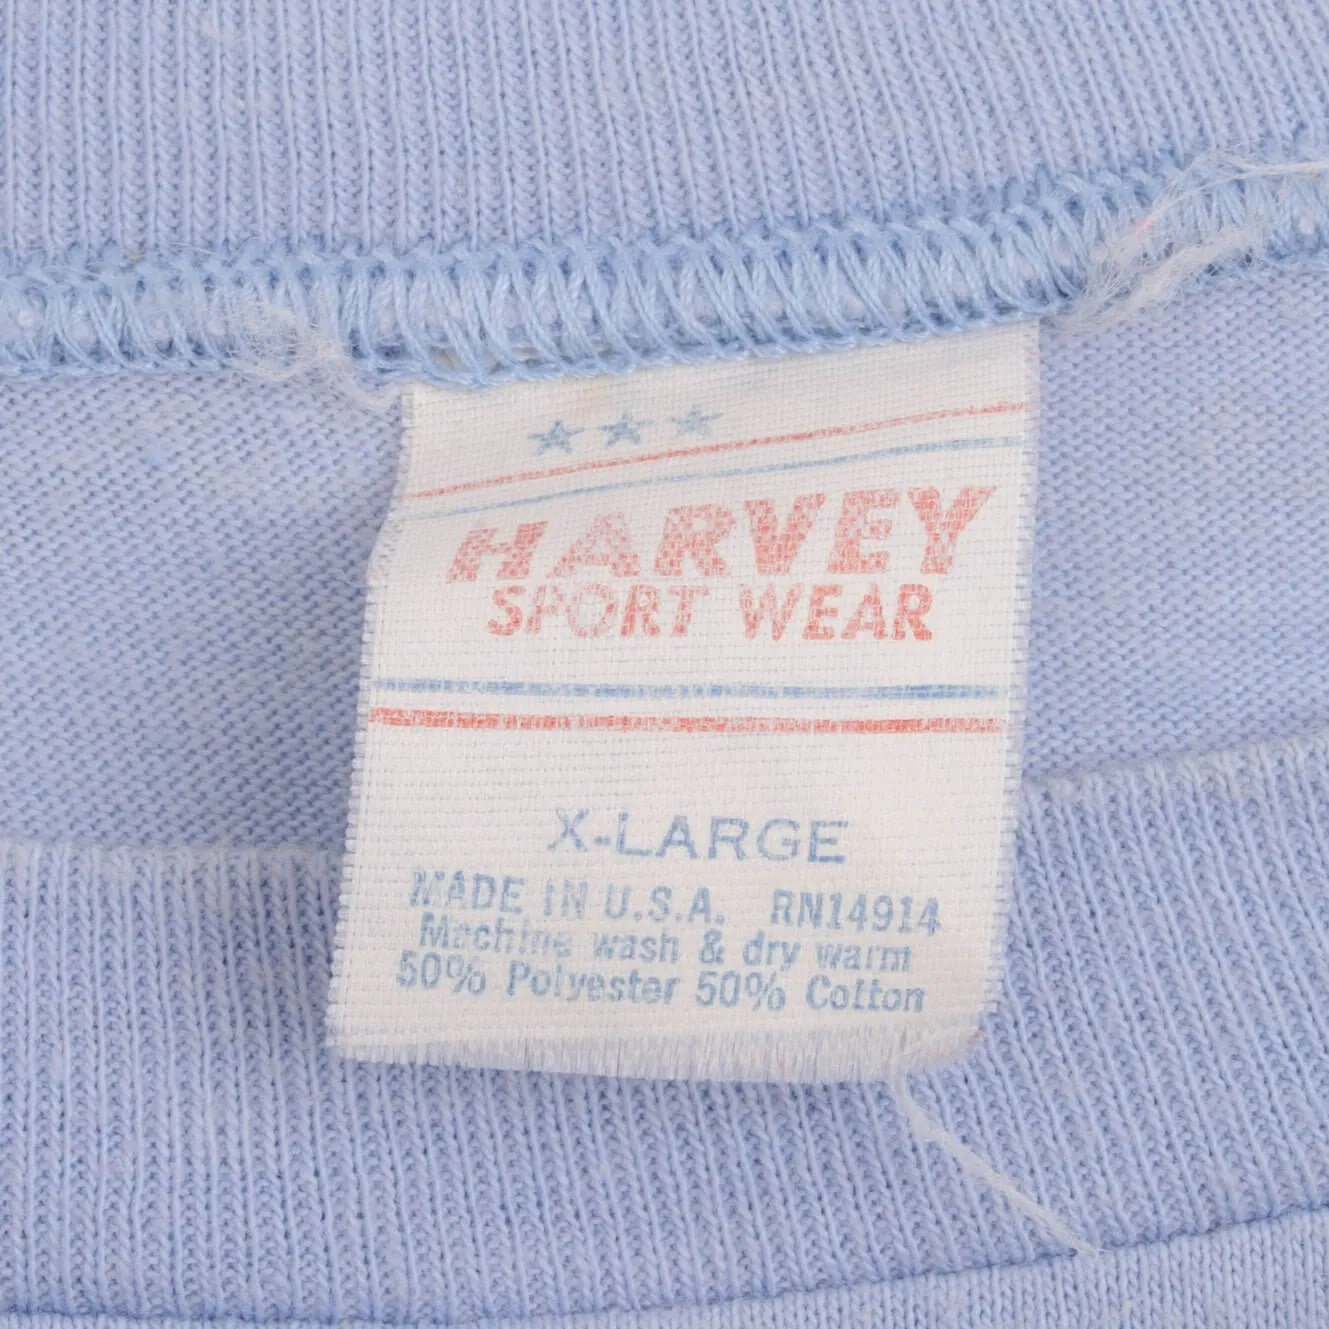 HARVEY
SPORT WEAR
X-LARGE
MADE IN U.S.A. RN14914
Machine wash & dry warm
50% Polyester 50% Cotton